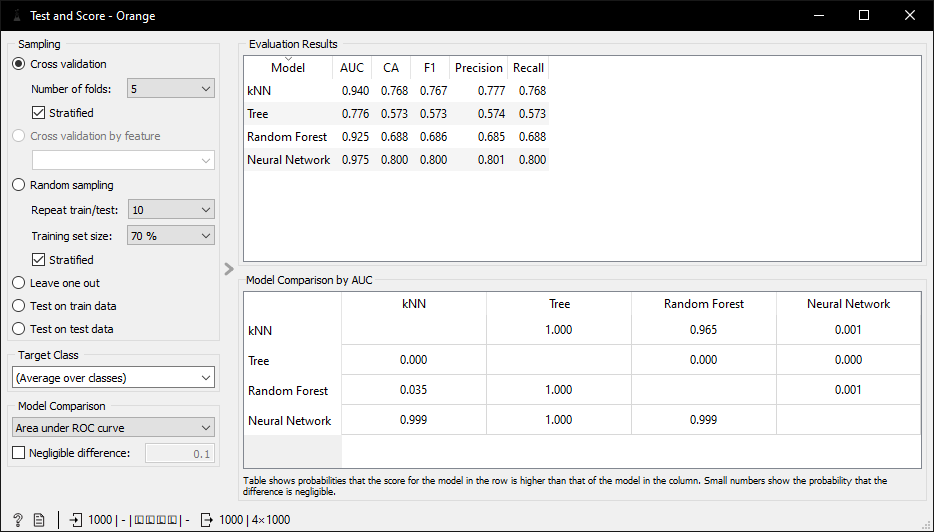 Test and Score - Orange
Sampling
Cross validation
Number of folds: 5
Stratified
Cross validation by feature
Random sampling
Repeat train/test: 10
Training set size: 70 %
Stratified
Leave one out
Test on train data
Test on test data
Target Class
(Average over classes)
Model Comparison
Area under ROC curve
Negligible difference: 0.1
Evaluation Results
Model AUC CA F1 Precision Recall
kNN 0.940 0.768 0.767 0.777 0.768
Tree 0.776 0.573 0.573 0.574 0.573
Random Forest 0.925 0.688 0.686 0.685 0.688
Neural Network 0.975 0.800 0.800 0.801 0.800
Model Comparison by AUC
kNN Tree Random Forest Neural Network
kNN 1.000 0.965 0.001
Tree 0.000 0.000 0.000
Random Forest 0.035 1.000 0.001
Neural Network 0.999 1.000 0.999
Table shows probabilities that the score for the model in the row is higher than that of the model in the column. Small numbers show the probability that the
difference is negligible.
? 1000 | - | | - 1000 | 4×1000